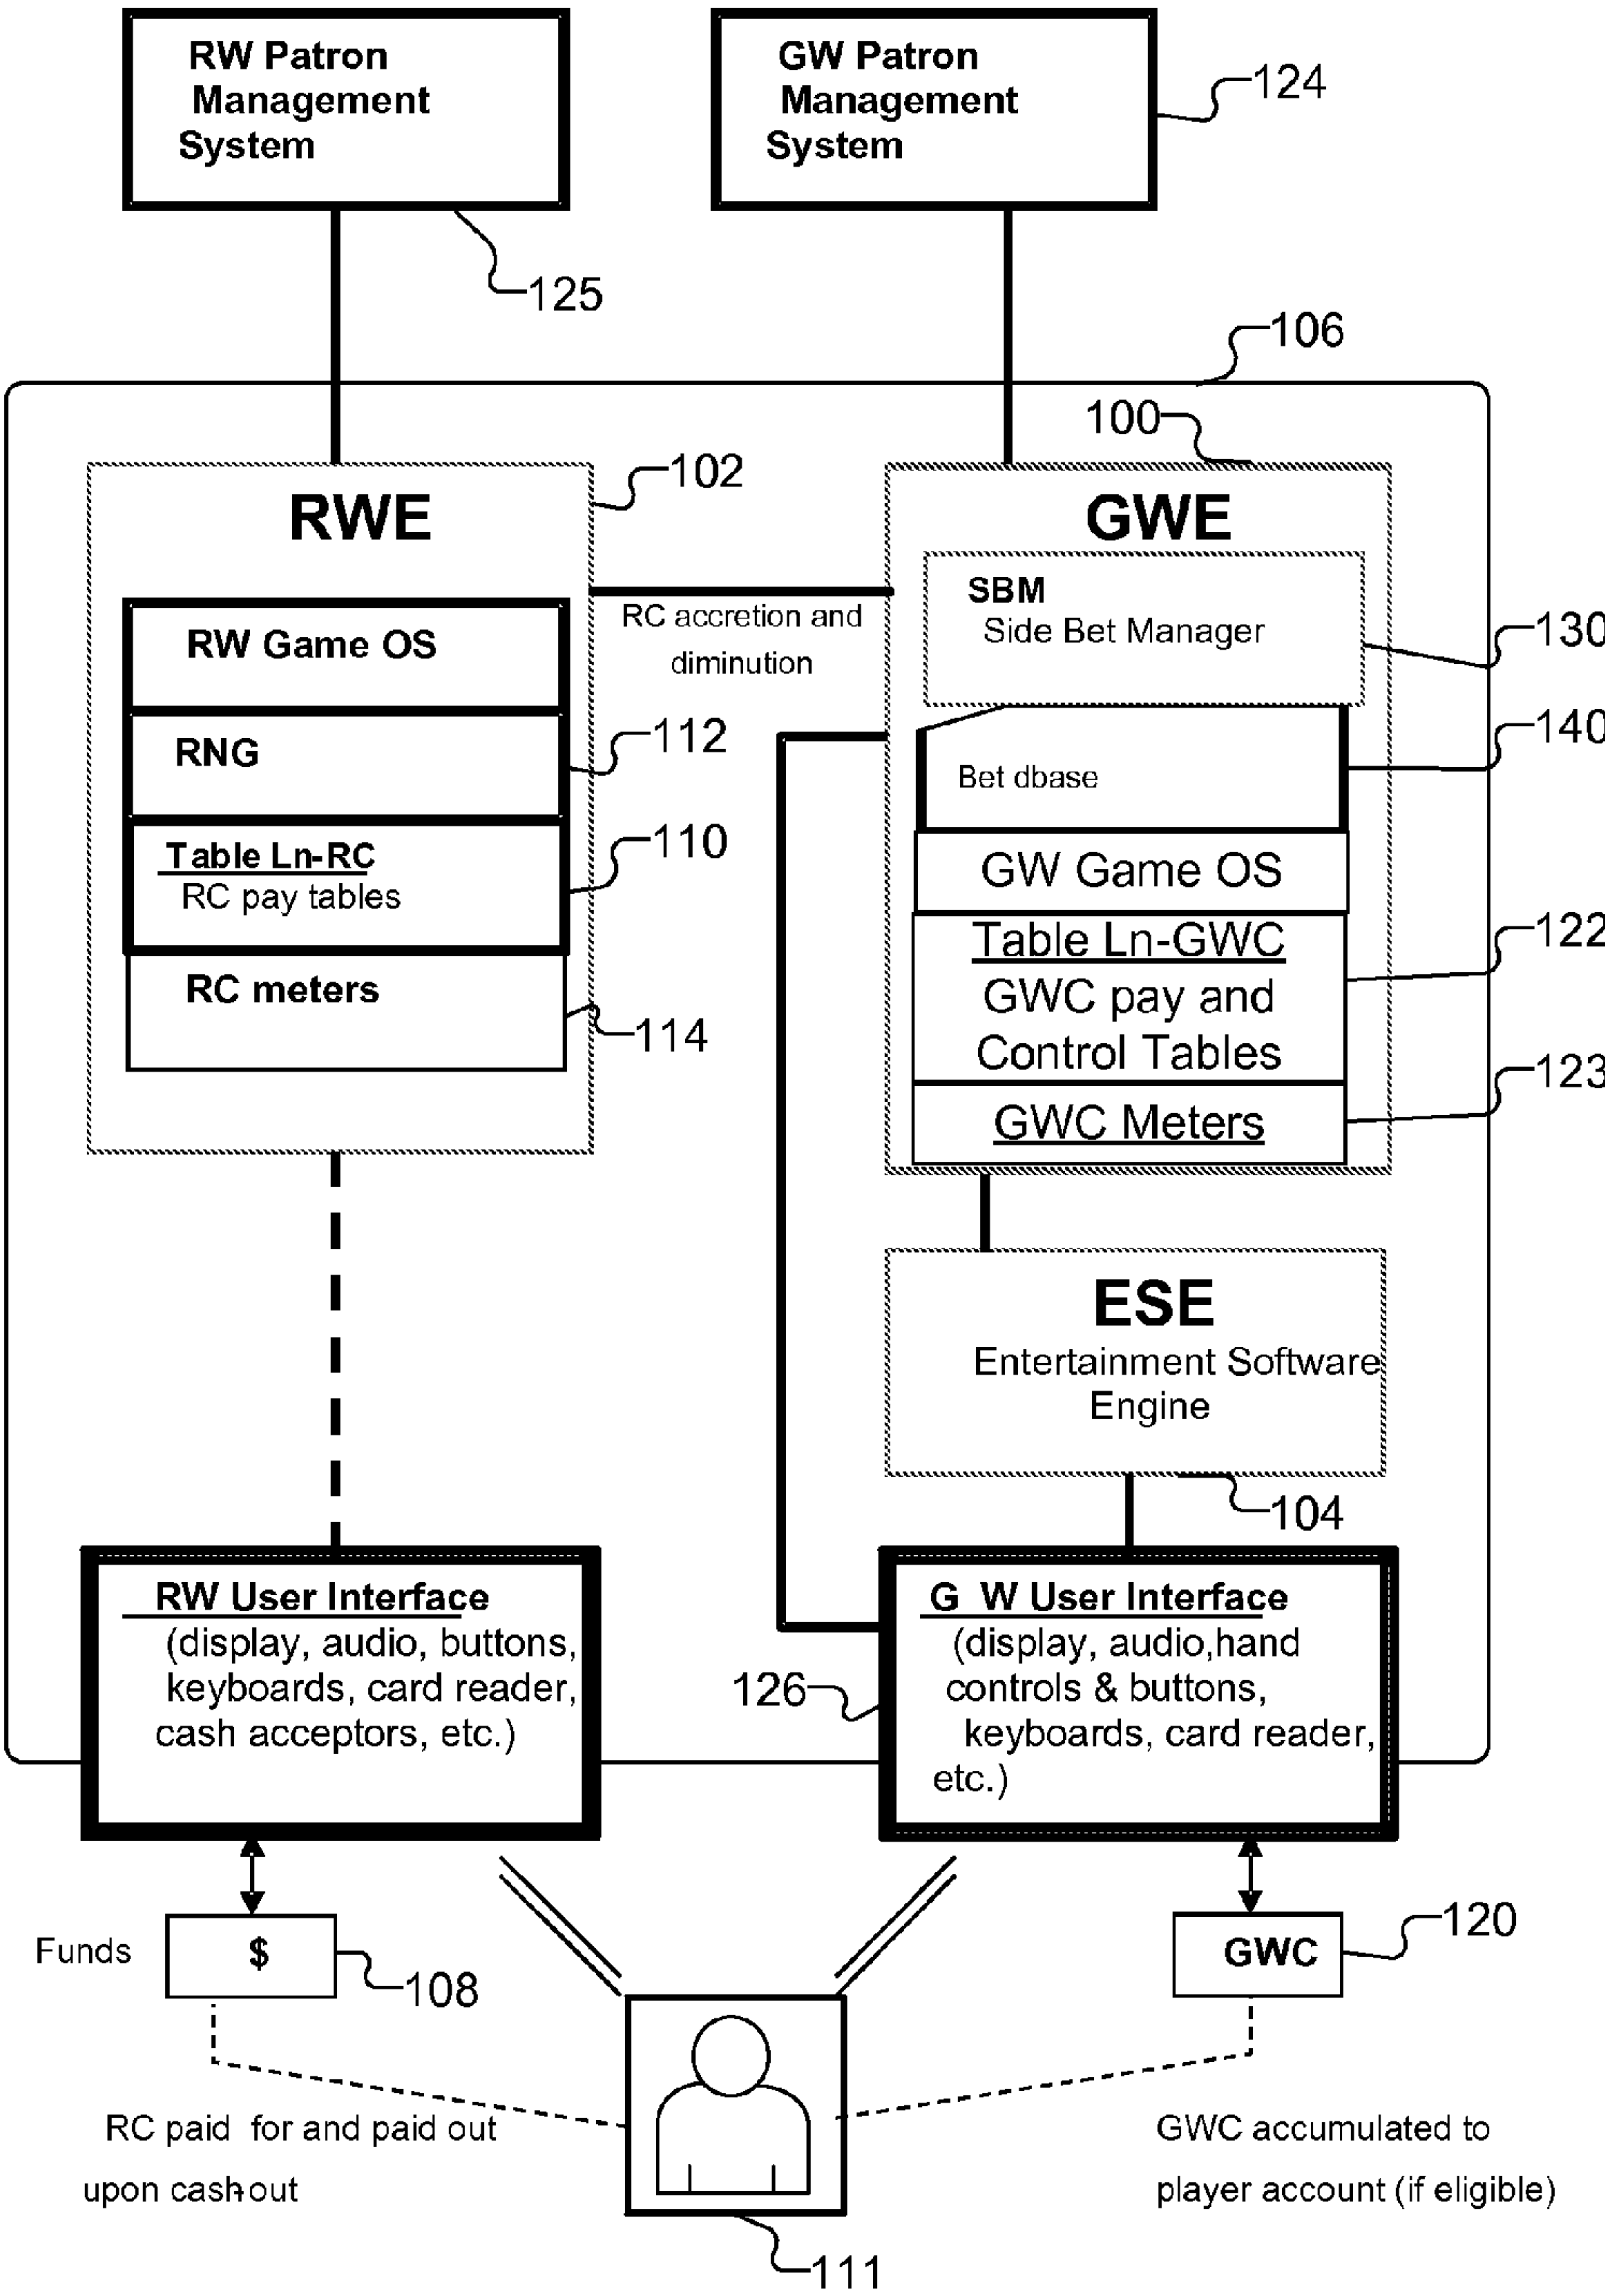 RW Patron
Management
System
GW Patron
Management
System
124
125
106
100
102
RWE
GWE
SBM
Side Bet Manager
130
RC accretion and
diminution
RW Game OS
RNG
112
140
Bet dbase
Table Ln-RC
RC pay tables
110
GW Game OS
Table Ln-GWC
GWC pay and
Control Tables
122
RC meters
114
GWC Meters
123
ESE
Entertainment Software
Engine
104
RW User Interface
(display, audio, buttons,
keyboards, card reader,
cash acceptors, etc.)
G W User Interface
(display, audio,hand
controls & buttons,
keyboards, card reader,
etc.)
126
Funds
$
108
GWC
120
RC paid for and paid out
upon cash-out
GWC accumulated to
player account (if eligible)
111